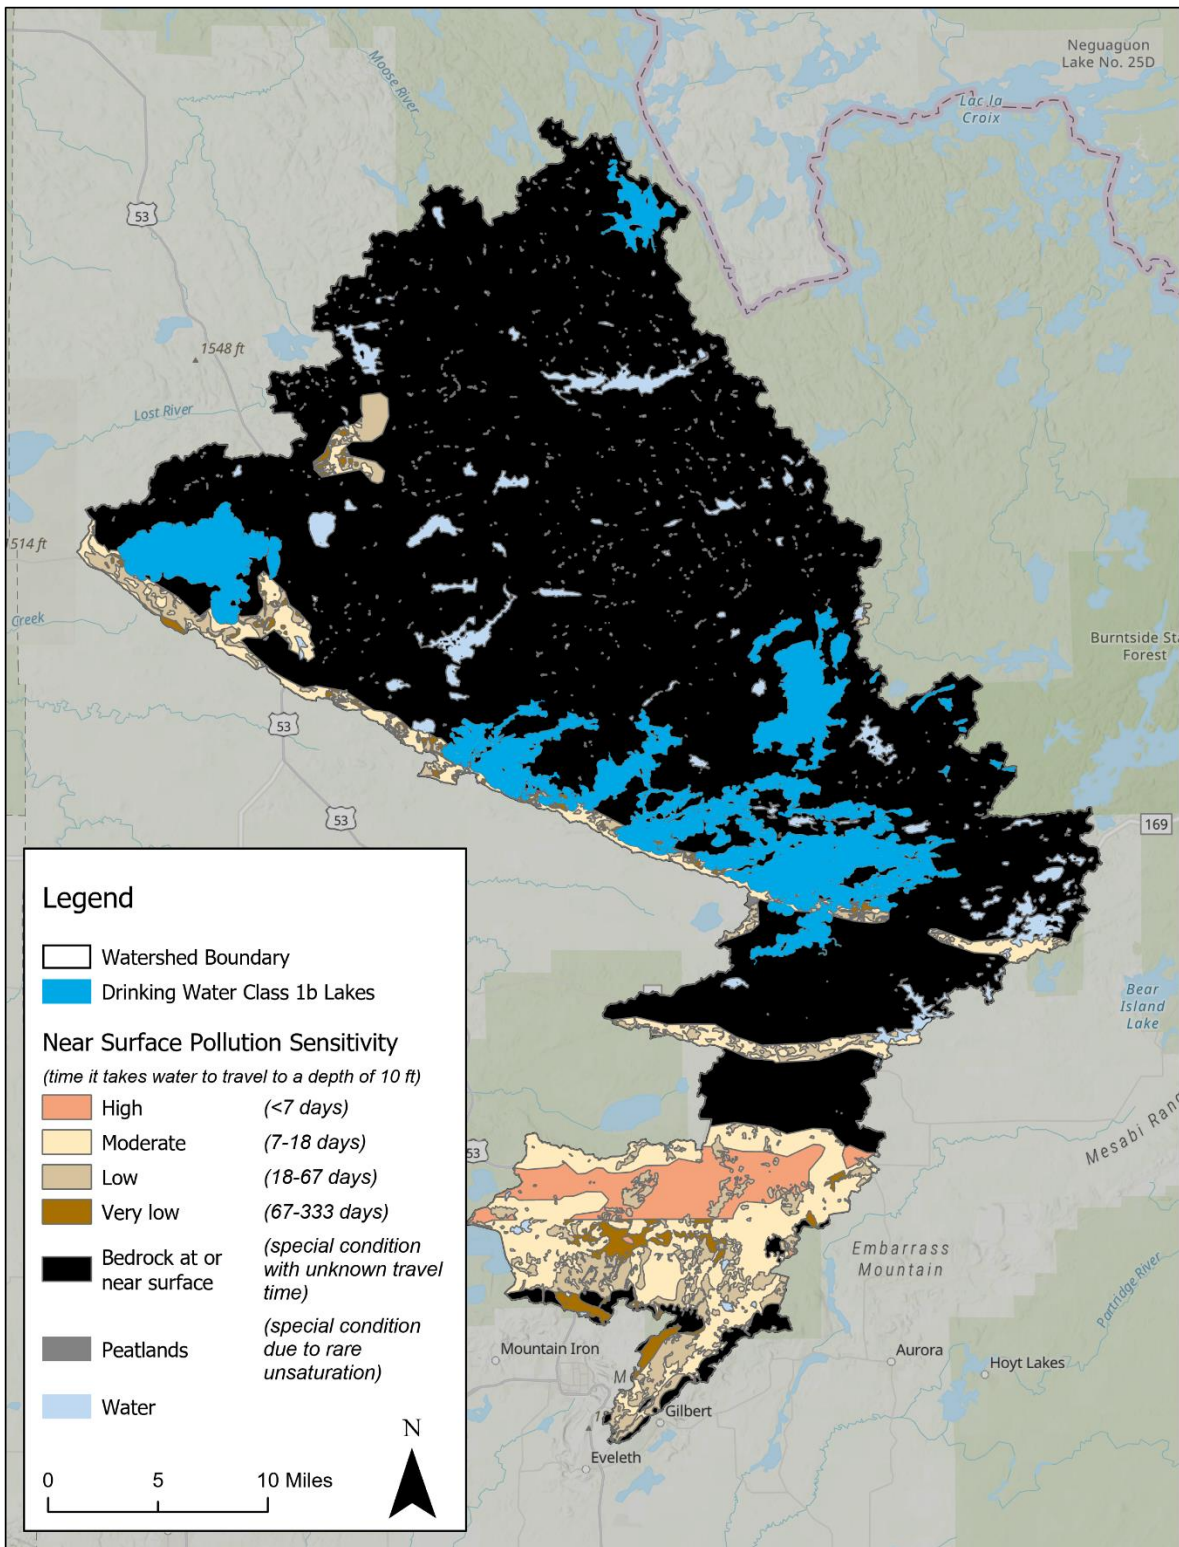 Neguaguon
Lake No. 25D
Lac la
Croix
Moose River
53
1548 ft
Lost River
1514 ft
Creek
Burntside Sta
Forest
53
53
169
Legend
Watershed Boundary
Drinking Water Class 1b Lakes
Near Surface Pollution Sensitivity
(time it takes water to travel to a depth of 10 ft)
High (<7 days)
Moderate (7-18 days)
Low (18-67 days)
Very low (67-333 days)
Bedrock at or (special condition
near surface with unknown travel
time)
(special condition
Peatlands due to rare
unsaturation)
Water
N
0 5 10 Miles
Bear
Island
Lake
Mesabi Rang
53
Embarrass
Mountain
Partridge River
Mountain Iron
M
Aurora
Hoyt Lakes
Gilbert
Eveleth